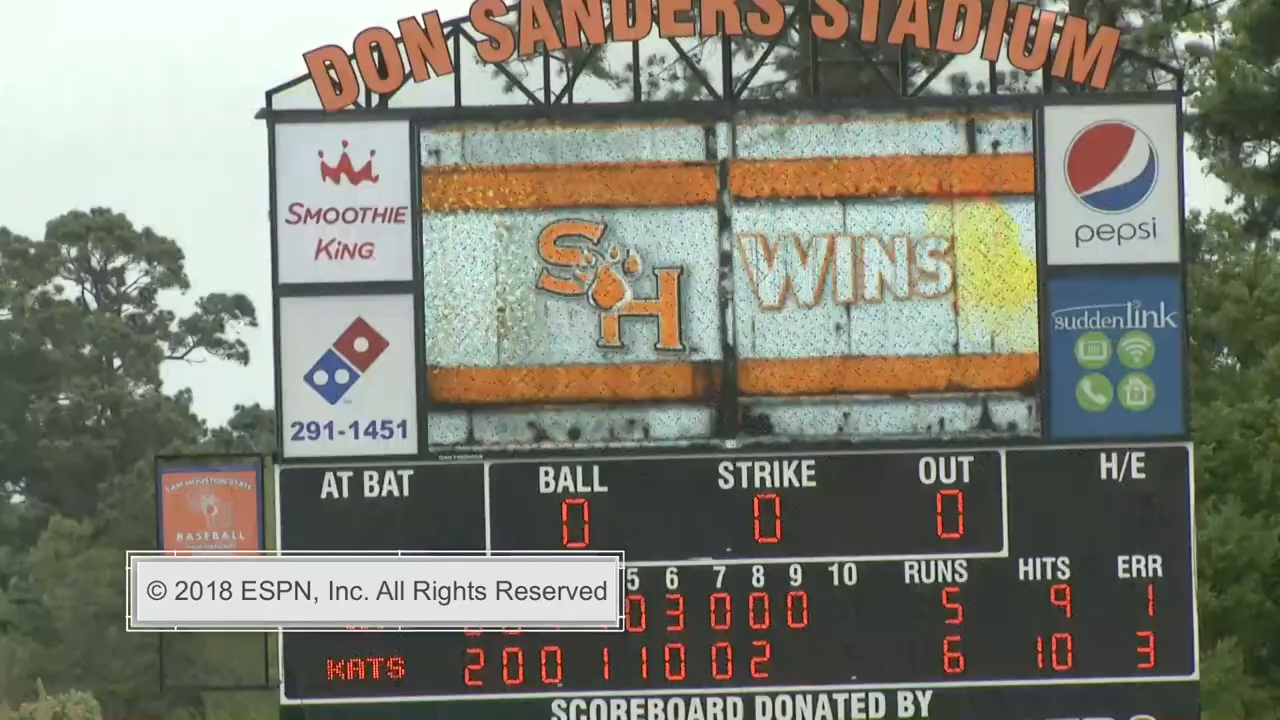 DON SANDERS STADIUM
SMOOTHIE
KING
SH WINS
pepsi
suddenlink
291-1451
SAM HOUSTON STATE
BASEBALL
AT BAT BALL STRIKE OUT H/E
0 0 0
© 2018 ESPN, Inc. All Rights Reserved
5 6 7 8 9 10 RUNS HITS ERR
0 3 0 0 0 5 9 1
KATS 2 0 0 1 1 0 0 2 6 10 3
SCOREBOARD DONATED BY